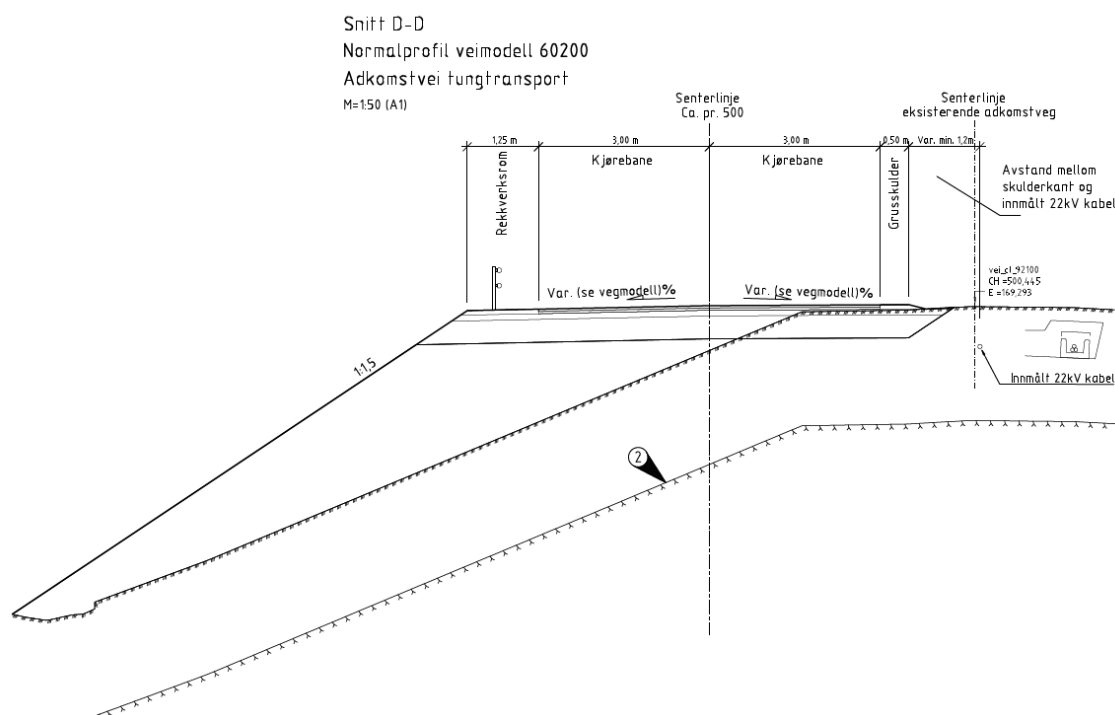 Snitt D-D
Normalprofil veimodell 60200
Adkomstvei tungtransport
M=1:50 (A1)
Senterlinje
Ca. pr. 500
Senterlinje
eksisterende adkomstveg
1,25 m
3,00 m
3,00 m
0,50 m
Var. min. 1,2m
Rekkverksrom
Kjørebane
Kjørebane
Grusskulder
Avstand mellom
skulderkant og
innmålt 22kV kabel
vei_cl_92100
CH =500,445
E =169,293
Var. (se vegmodell)%
Var. (se vegmodell)%
1:1,5
Innmålt 22kV kabel
2